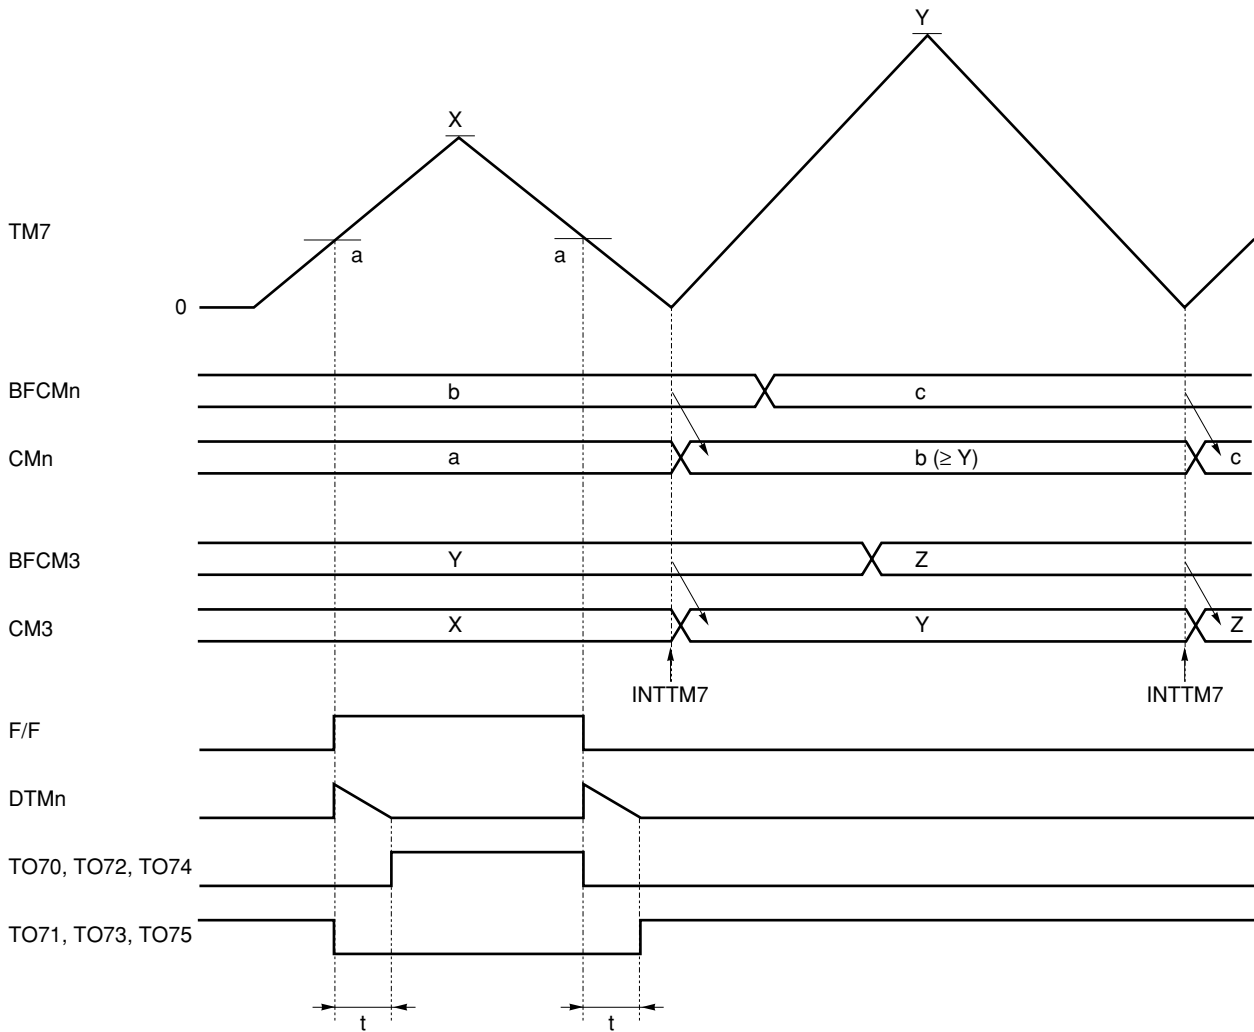 Y
X
TM7
a
a
0
BFCMn
b
c
CMn
a
b (≥ Y)
c
BFCM3
Y
Z
CM3
X
Y
Z
INTTM7
INTTM7
F/F
DTMn
TO70, TO72, TO74
TO71, TO73, TO75
t
t